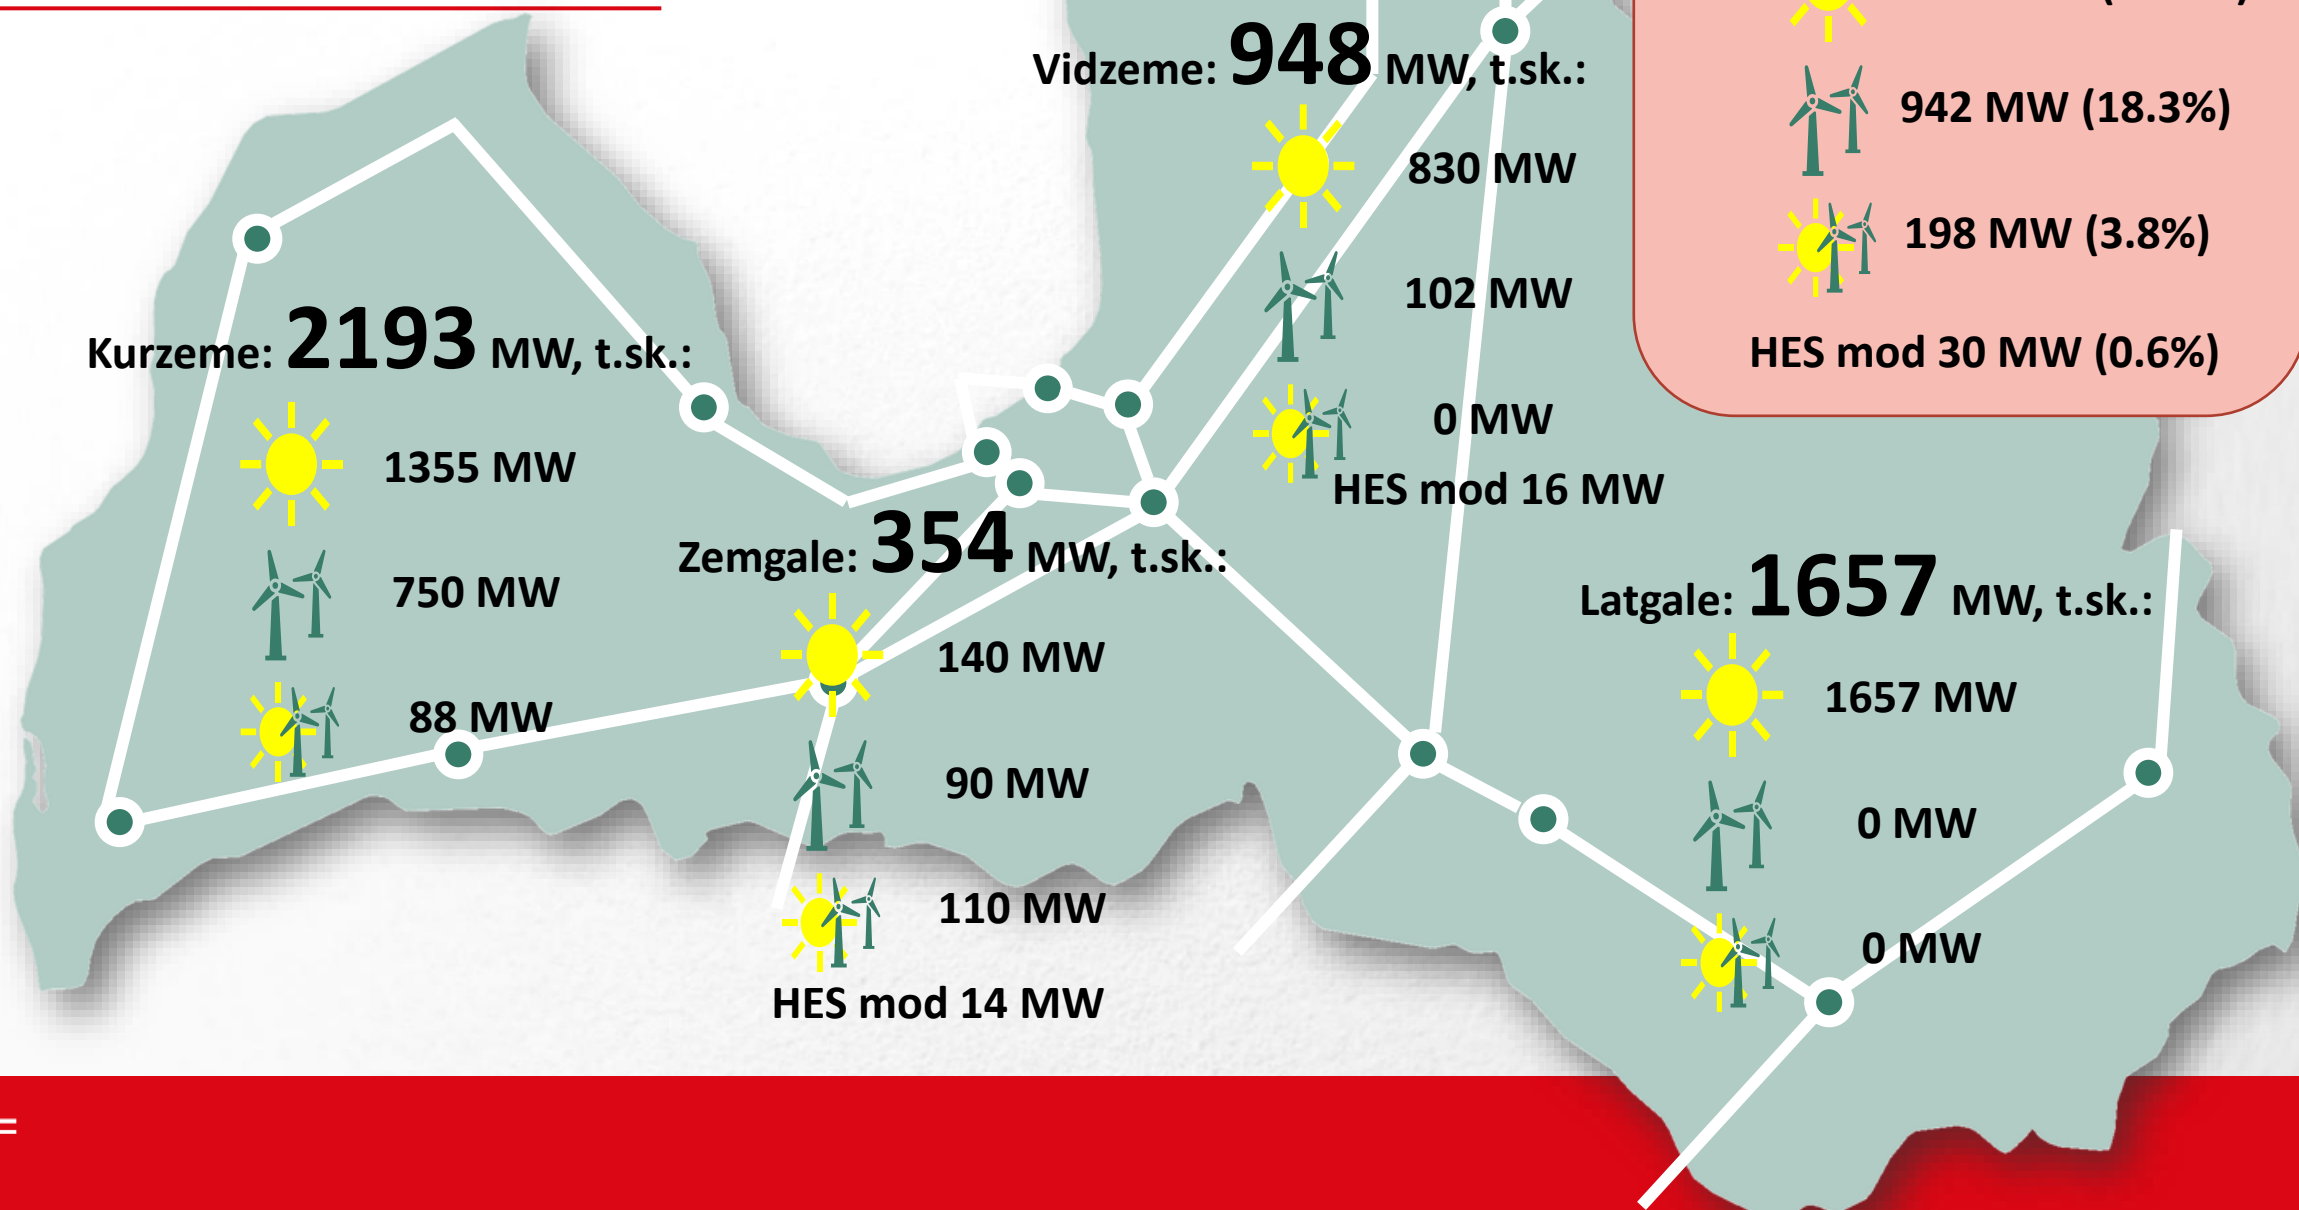 Vidzeme: 948 MW, t.sk.:
830 MW
102 MW
0 MW
HES mod 16 MW
942 MW (18.3%)
198 MW (3.8%)
HES mod 30 MW (0.6%)
Kurzeme: 2193 MW, t.sk.:
1355 MW
750 MW
88 MW
Zemgale: 354 MW, t.sk.:
140 MW
90 MW
110 MW
HES mod 14 MW
Latgale: 1657 MW, t.sk.:
1657 MW
0 MW
0 MW